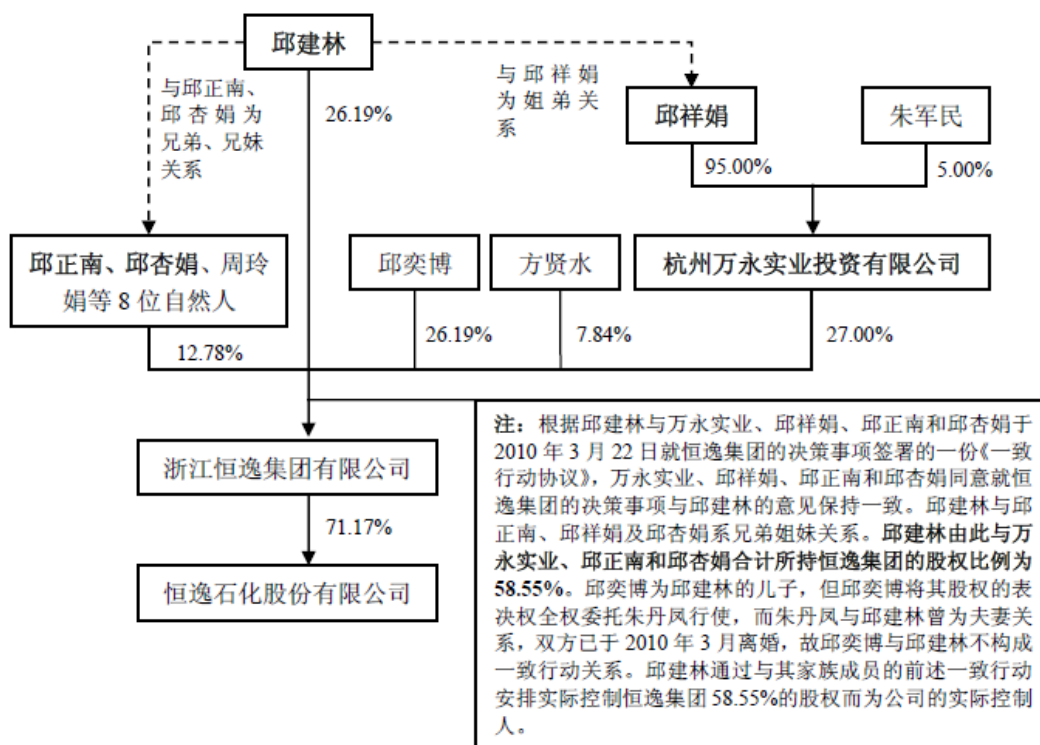 邱建林
与邱正南、
邱杏娟为
兄弟、兄妹
关系
26.19%
与邱祥娟
为姐弟关
系
邱祥娟
朱军民
95.00%
5.00%
邱正南、邱杏娟、周玲
娟等8位自然人
邱奕博
方贤水
杭州万永实业投资有限公司
12.78%
26.19%
7.84%
27.00%
浙江恒逸集团有限公司
71.17%
恒逸石化股份有限公司
注：根据邱建林与万永实业、邱祥娟、邱正南和邱杏娟于
2010年3月22日就恒逸集团的决策事项签署的一份《一致
行动协议》，万永实业、邱祥娟、邱正南和邱杏娟同意就恒
逸集团的决策事项与邱建林的意见保持一致。邱建林与邱
正南、邱祥娟及邱杏娟系兄弟姐妹关系。邱建林由此与万
永实业、邱正南和邱杏娟合计所持恒逸集团的股权比例为
58.55%。邱奕博为邱建林的儿子，但邱奕博将其股权的表
决权全权委托朱丹凤行使，而朱丹凤与邱建林曾为夫妻关
系，双方已于2010年3月离婚，故邱奕博与邱建林不构成
一致行动关系。邱建林通过与其家族成员的前述一致行动
安排实际控制恒逸集团58.55%的股权而为公司的实际控制
人。